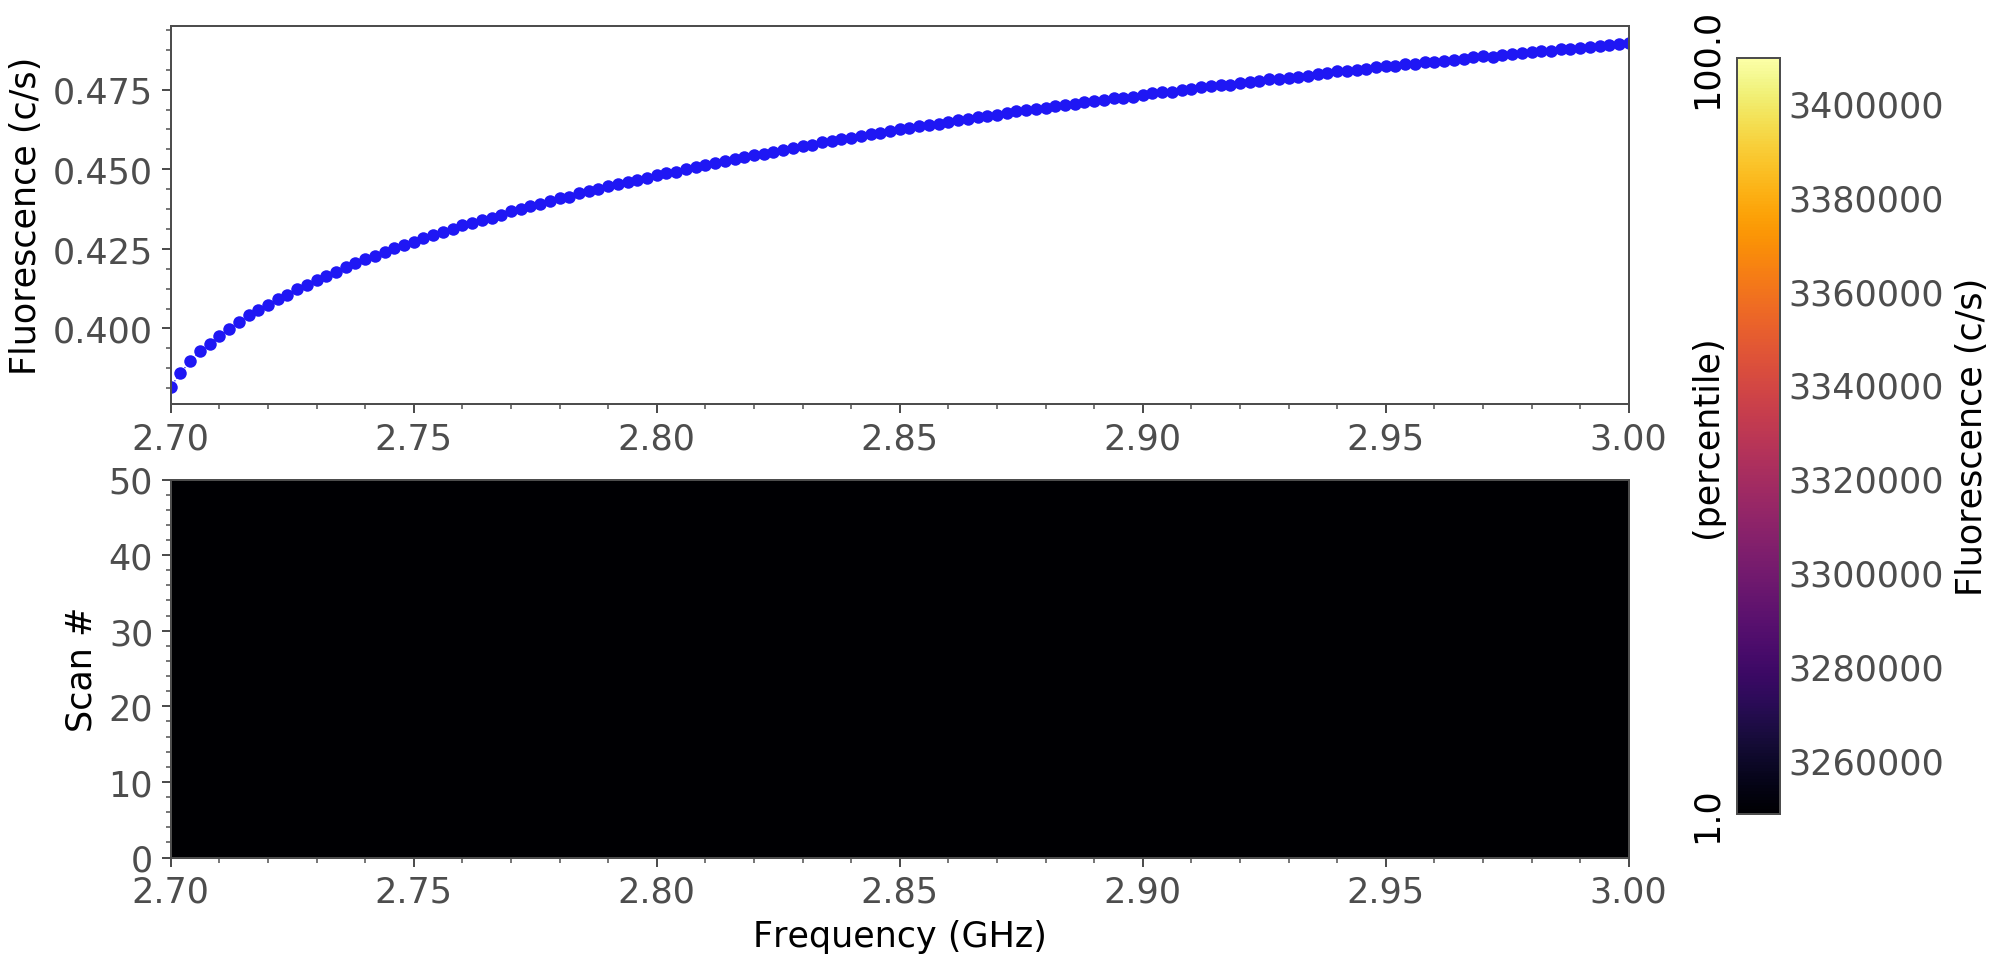 Fluorescence (c/s)
0.475
0.450
0.425
0.400
2.70 2.75 2.80 2.85 2.90 2.95 3.00
Scan #
50
40
30
20
10
0
2.70 2.75 2.80 2.85 2.90 2.95 3.00
Frequency (GHz)
100.0
(percentile)
1.0
3400000
3380000
3360000
3340000
3320000
3300000
3280000
3260000
Fluorescence (c/s)